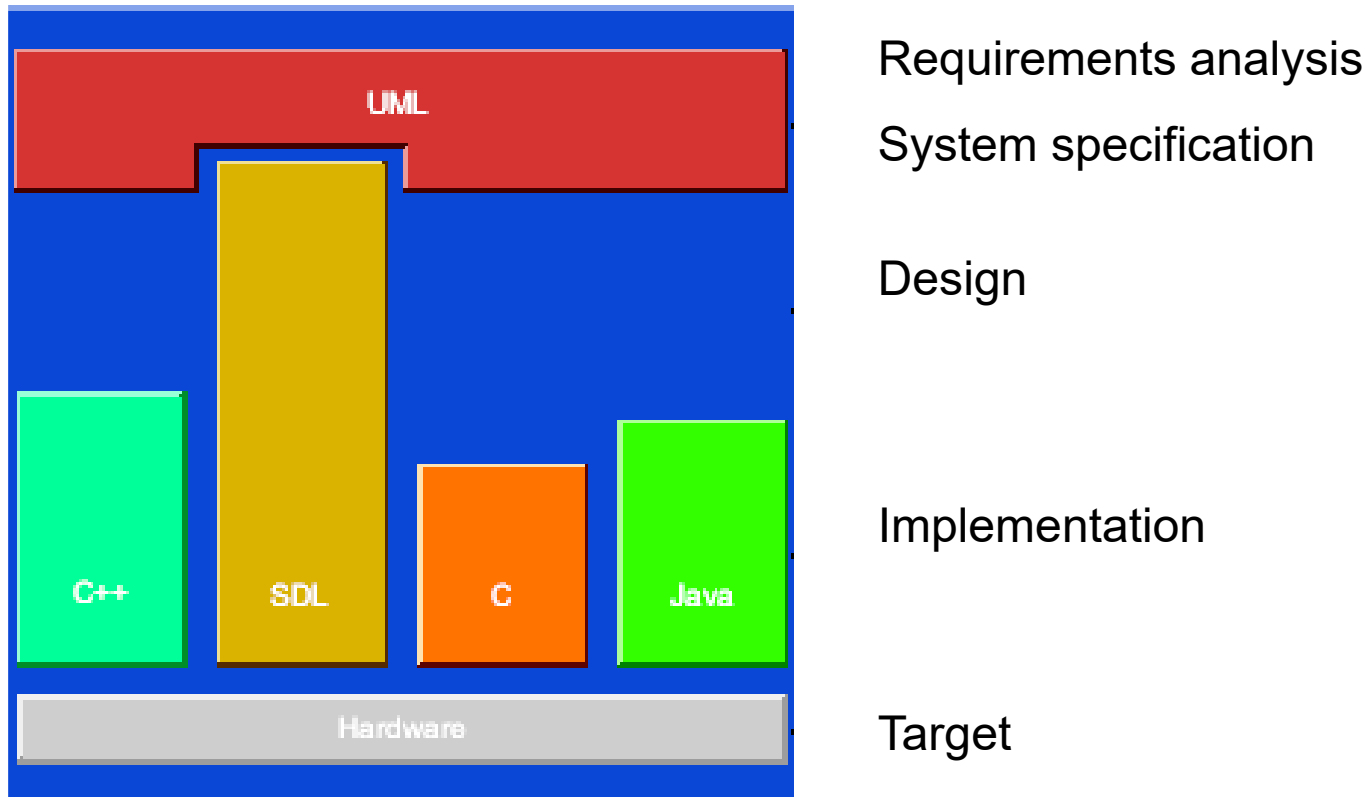 Requirements analysis
UML
System specification
Design
Implementation
C++ SDL C Java
Hardware
Target